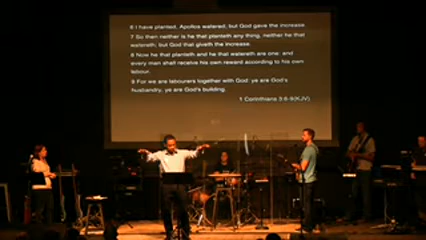 6 I have planted, Apollos watered; but God gave the increase.
7 So then neither is he that planteth any thing, neither he that
watereth; but God that giveth the increase.
8 Now he that planteth and he that watereth are one: and
every man shall receive his own reward according to his own
labour.
9 For we are labourers together with God: ye are God's
husbandry, ye are God's building.
1 Corinthians 3:6-9(KJV)